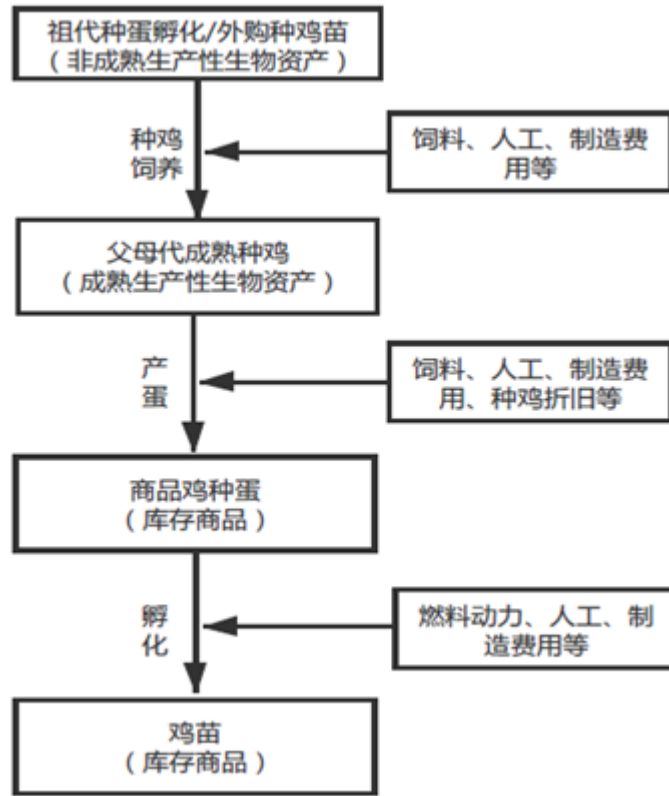 祖代种蛋孵化/外购种鸡苗
（非成熟生产性生物资产）
种鸡
饲养
饲料、人工、制造费
用等
父母代成熟种鸡
（成熟生产性生物资产）
产
蛋
饲料、人工、制造费
用、种鸡折旧等
商品鸡种蛋
（库存商品）
孵
化
燃料动力、人工、制
造费用等
鸡苗
（库存商品）